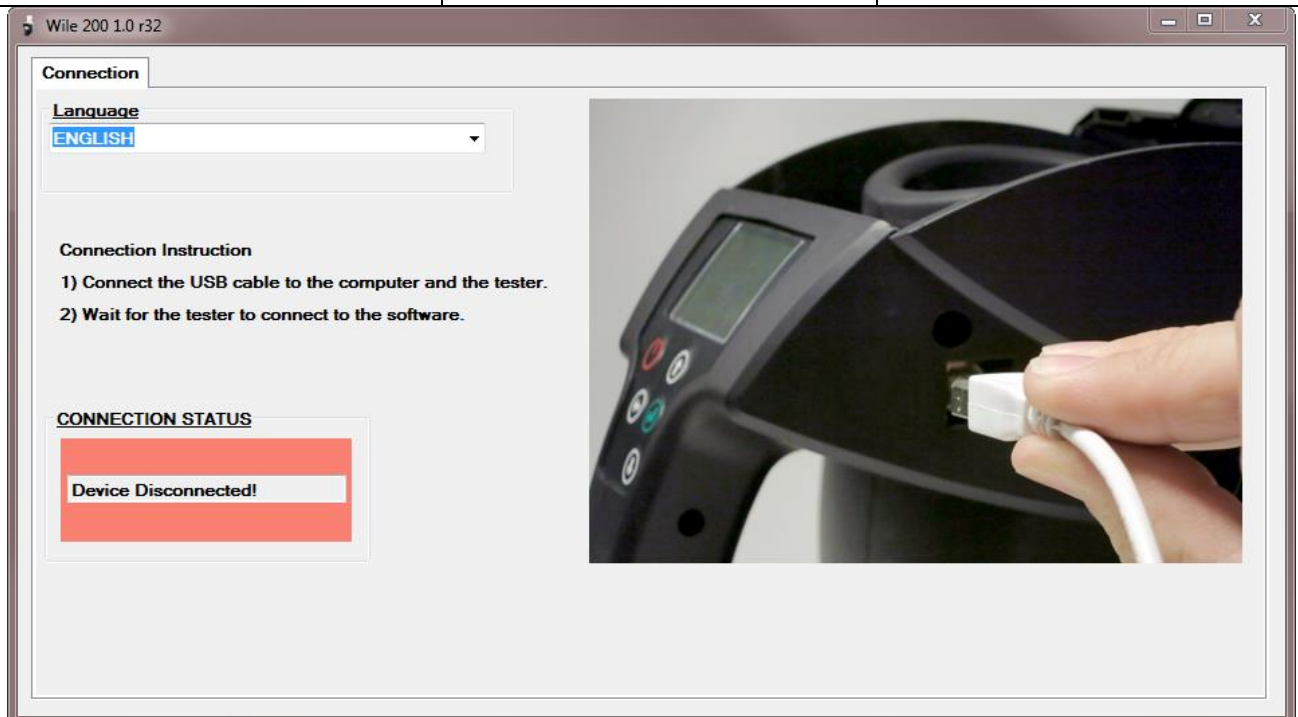 Wile 200 1.0 r32
Connection
Language
ENGLISH
Connection Instruction
1) Connect the USB cable to the computer and the tester.
2) Wait for the tester to connect to the software.
CONNECTION STATUS
Device Disconnected!